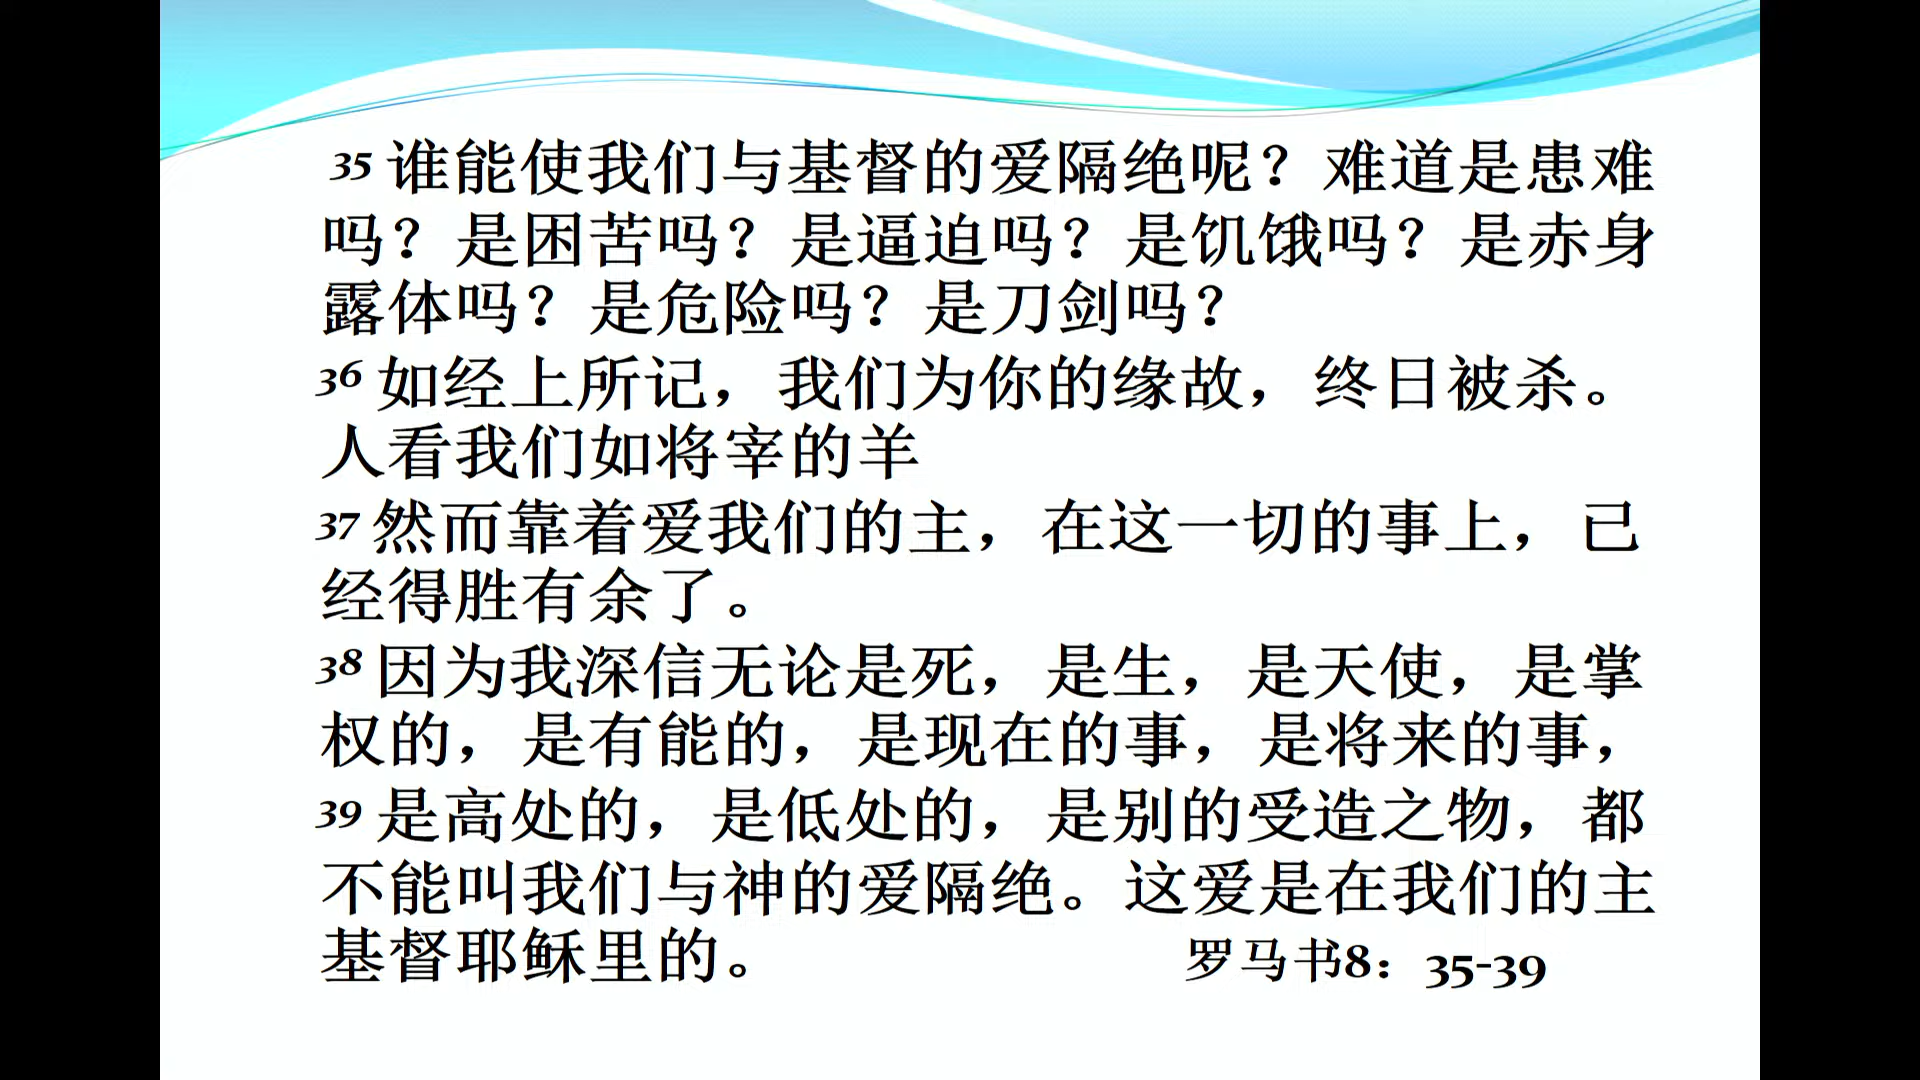 35 谁能使我们与基督的爱隔绝呢？难道是患难
吗？是困苦吗？是逼迫吗？是饥饿吗？是赤身
露体吗？是危险吗？是刀剑吗？
36 如经上所记，我们为你的缘故，终日被杀。
人看我们如将宰的羊
37 然而靠着爱我们的主，在这一切的事上，已
经得胜有余了。
38 因为我深信无论是死，是生，是天使，是掌
权的，是有能的，是现在的事，是将来的事，
39 是高处的，是低处的，是别的受造之物，都
不能叫我们与神的爱隔绝。这爱是在我们的主
基督耶稣里的。 罗马书8：35-39